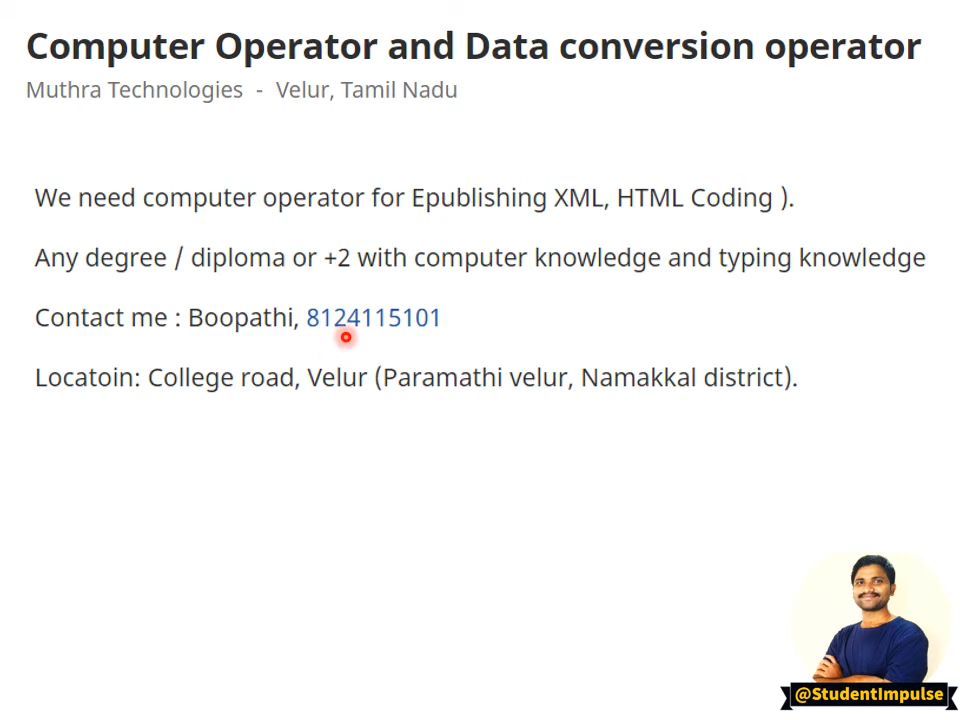 Computer Operator and Data conversion operator
Muthra Technologies - Velur, Tamil Nadu
We need computer operator for Epublishing XML, HTML Coding ).
Any degree / diploma or +2 with computer knowledge and typing knowledge
Contact me : Boopathi, 8124115101
Locatoin: College road, Velur (Paramathi velur, Namakkal district).
@StudentImpulse